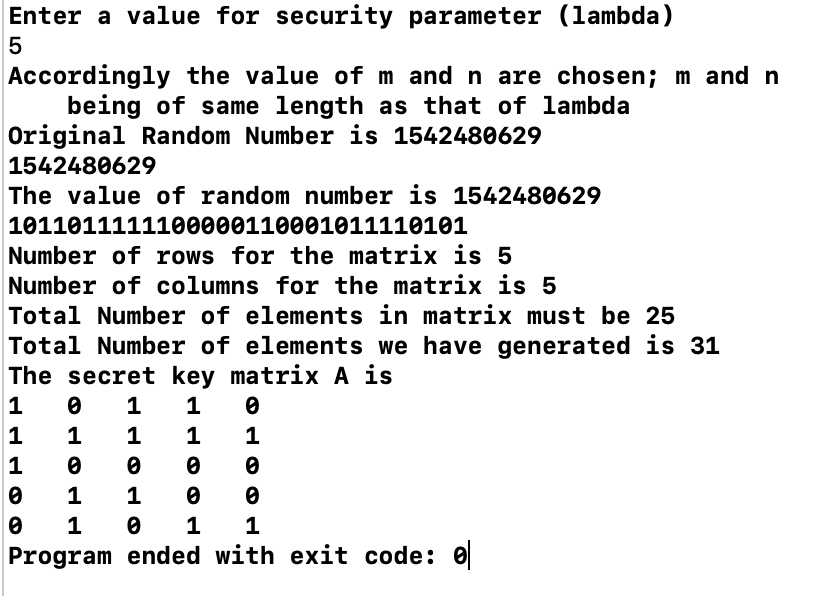 Enter a value for security parameter (lambda)
5
Accordingly the value of m and n are chosen; m and n
being of same length as that of lambda
Original Random Number is 1542480629
1542480629
The value of random number is 1542480629
1011011111100000110001011110101
Number of rows for the matrix is 5
Number of columns for the matrix is 5
Total Number of elements in matrix must be 25
Total Number of elements we have generated is 31
The secret key matrix A is
1 0 1 1 0
1 1 1 1 1
1 0 0 0 0
0 1 1 0 0
0 1 0 1 1
Program ended with exit code: 0